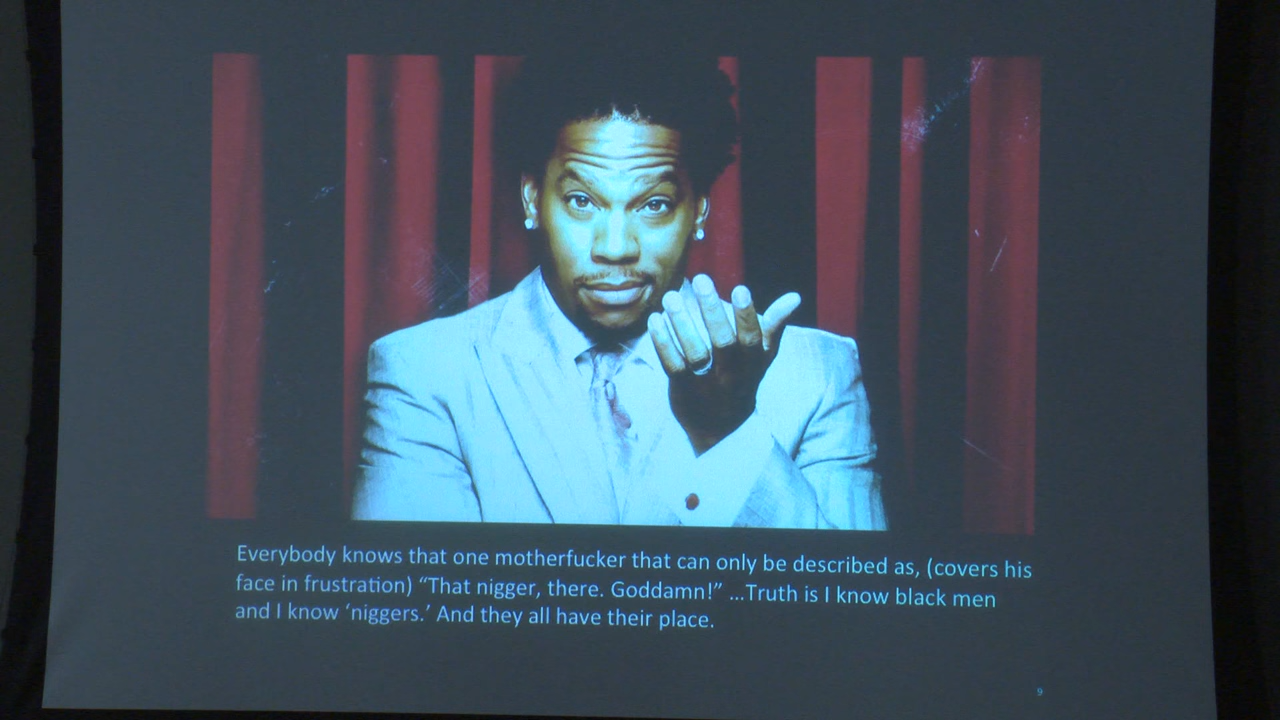 Everybody knows that one motherfucker that can only be described as, (covers his
face in frustration) “That nigger, there. Goddamn!” ...Truth is I know black men
and I know ‘niggers.’ And they all have their place.
9